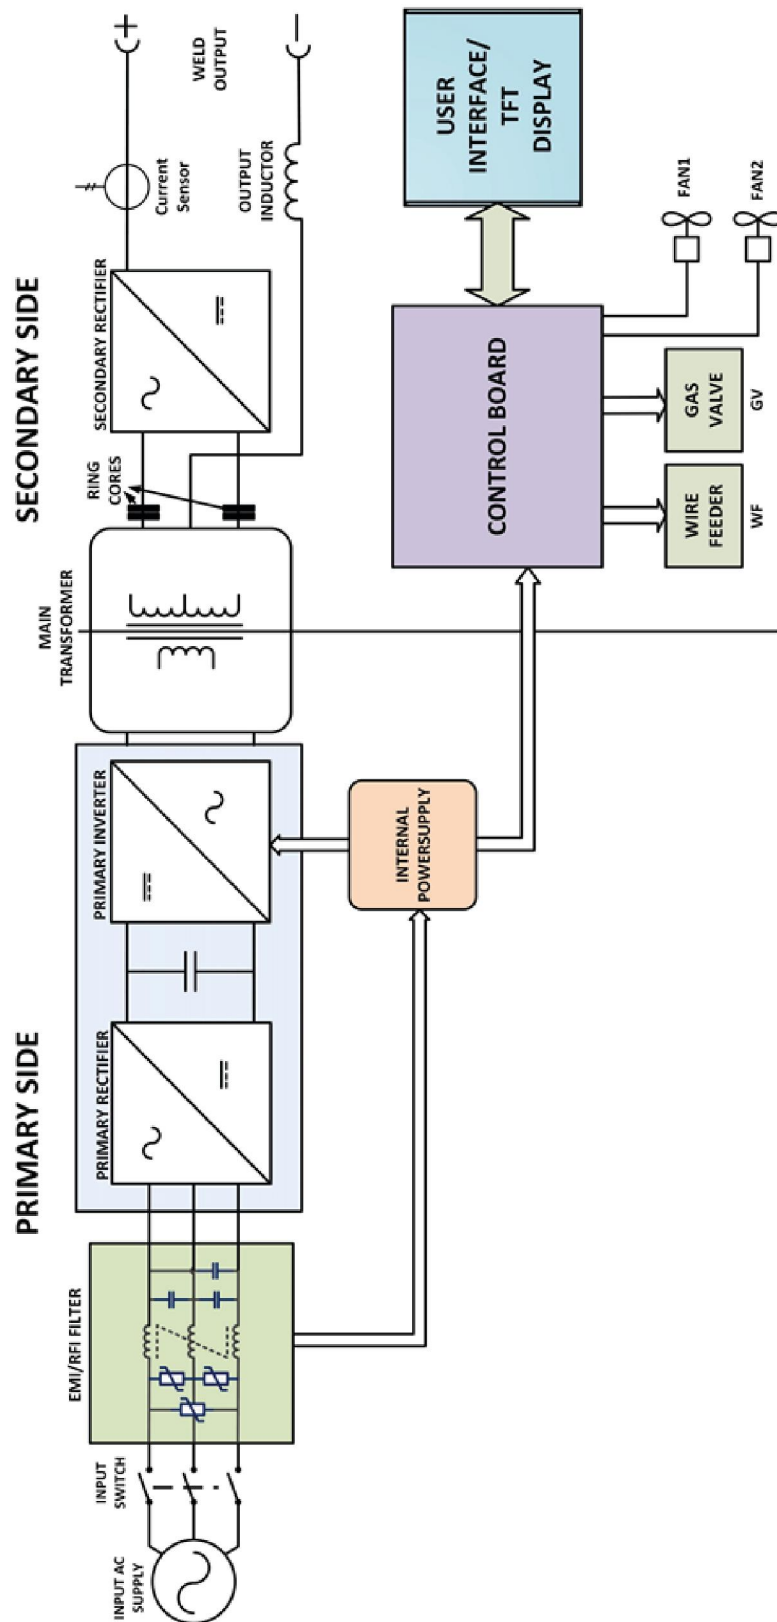 PRIMARY SIDE
SECONDARY SIDE
INPUT AC
SUPPLY
INPUT
SWITCH
EMI/RFI FILTER
PRIMARY RECTIFIER
PRIMARY INVERTER
MAIN
TRANSFORMER
RING
CORES
SECONDARY RECTIFIER
Current
Sensor
+
WELD
OUTPUT
−
OUTPUT
INDUCTOR
INTERNAL
POWERSUPPLY
CONTROL BOARD
USER
INTERFACE/
TFT
DISPLAY
WIRE
FEEDER
WF
GAS
VALVE
GV
FAN1
FAN2